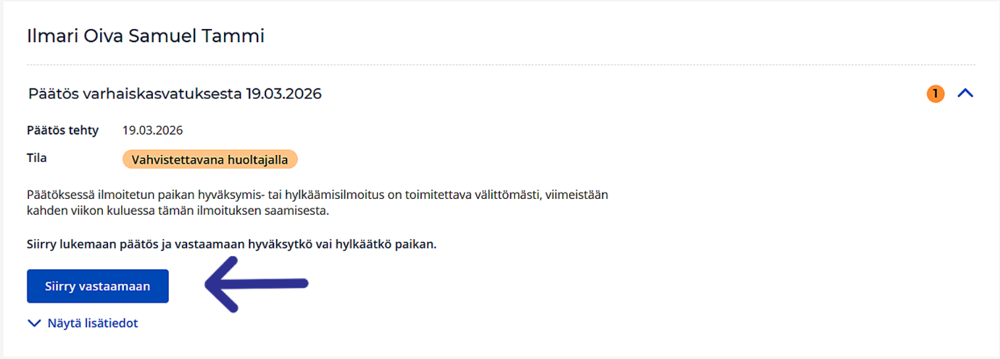 Ilmari Oiva Samuel Tammi
Päätös varhaiskasvatuksesta 19.03.2026
1
Päätös tehty 19.03.2026
Tila Vahvistettavana huoltajalla
Päätöksessä ilmoitetun paikan hyväksymis- tai hylkäämisilmoitus on toimitettava välittömästi, viimeistään
kahden viikon kuluessa tämän ilmoituksen saamisesta.
Siirry lukemaan päätös ja vastaamaan hyväksytkö vai hylkäätkö paikan.
Siirry vastaamaan
Näytä lisätiedot